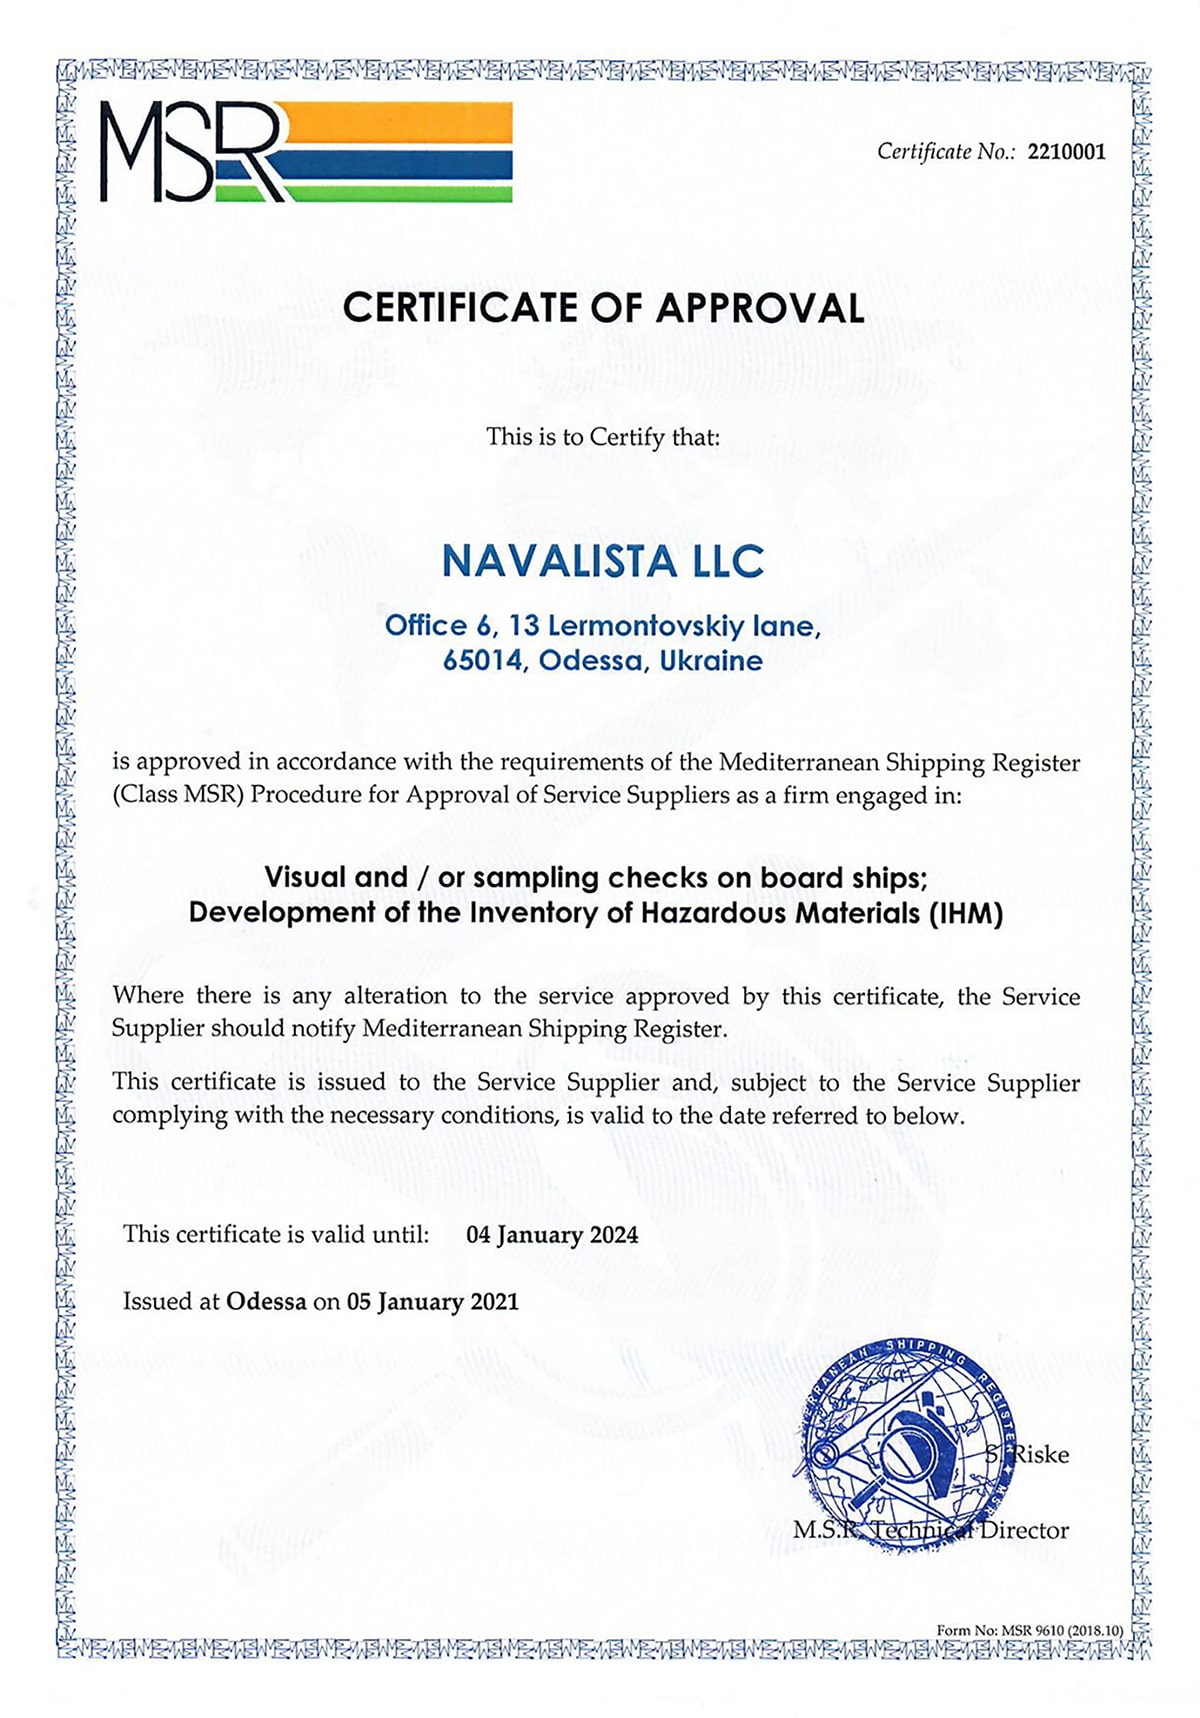 MSR
Certificate No.: 2210001
CERTIFICATE OF APPROVAL
This is to Certify that:
NAVALISTA LLC
Office 6, 13 Lermontovskiy lane,
65014, Odessa, Ukraine
is approved in accordance with the requirements of the Mediterranean Shipping Register
(Class MSR) Procedure for Approval of Service Suppliers as a firm engaged in:
Visual and / or sampling checks on board ships;
Development of the Inventory of Hazardous Materials (IHM)
Where there is any alteration to the service approved by this certificate, the Service
Supplier should notify Mediterranean Shipping Register.
This certificate is issued to the Service Supplier and, subject to the Service Supplier
complying with the necessary conditions, is valid to the date referred to below.
This certificate is valid until: 04 January 2024
Issued at Odessa on 05 January 2021
SHIPPING REGISTER
S. Riske
M.S.R. Technical Director
Form No: MSR 9610 (2018.10)